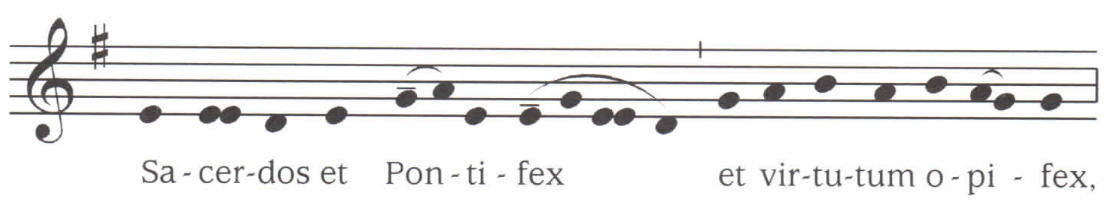 Sa - cer - dos et Pon - ti - fex et vir - tu - tum o - pi - fex,